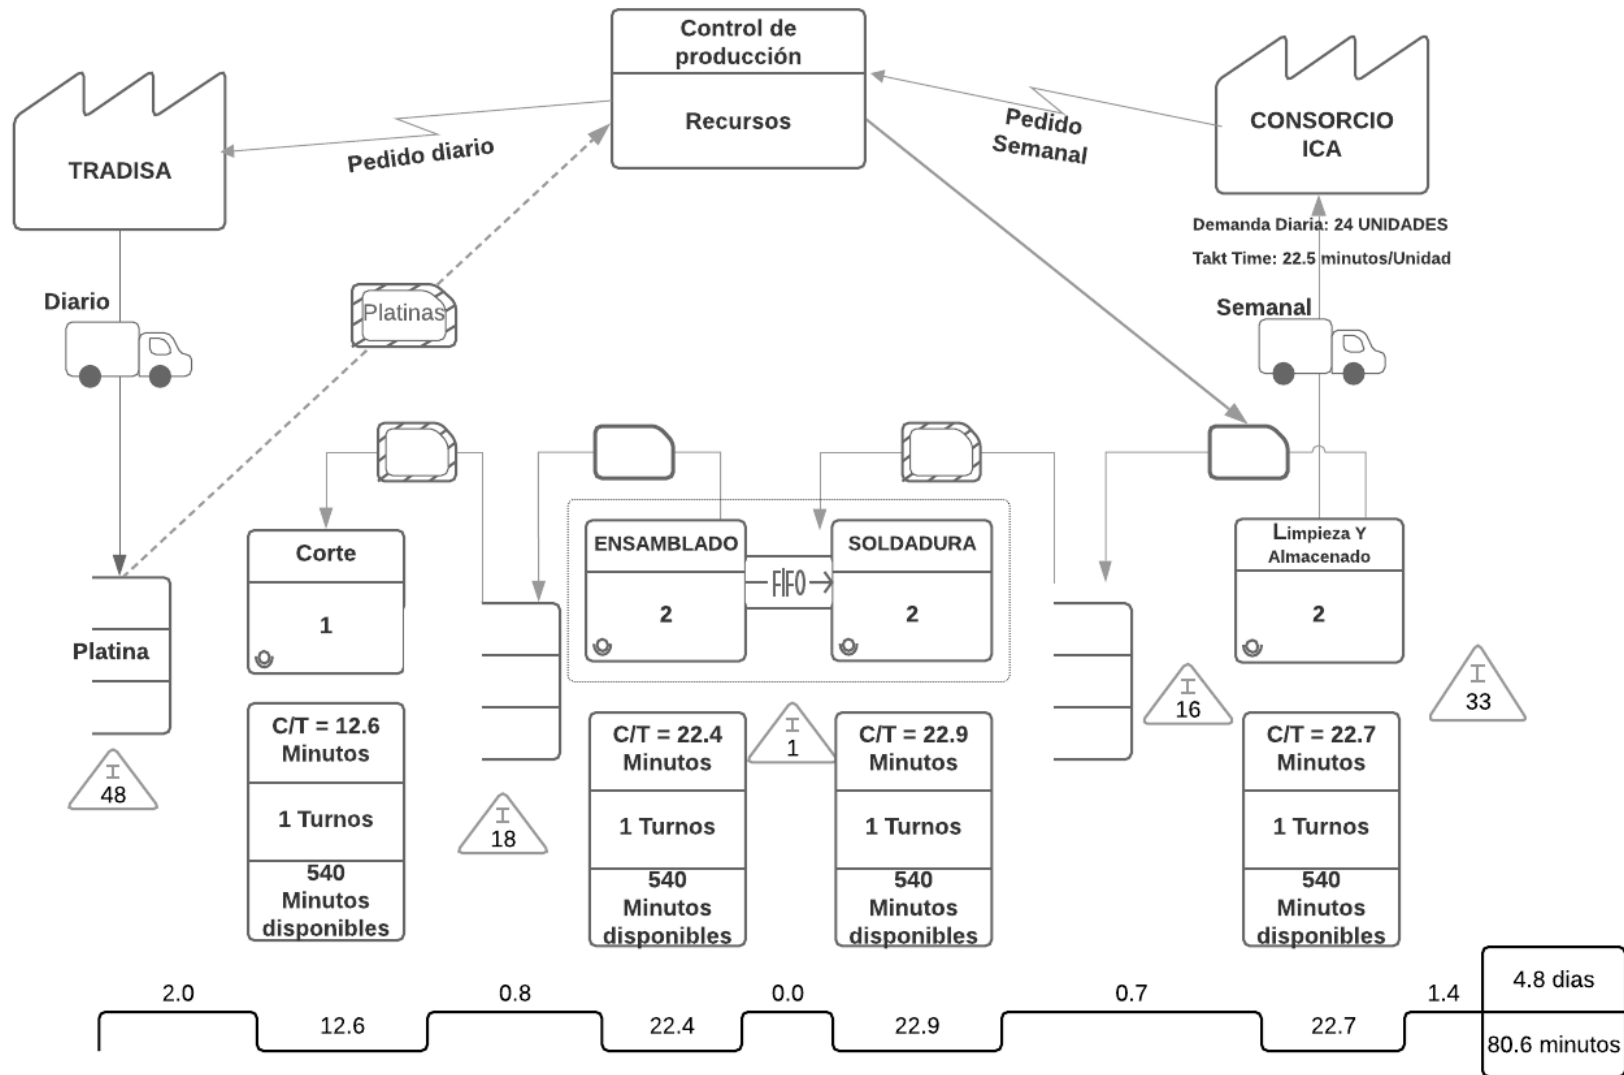 Control de
producción
Recursos
TRADISA
Pedido diario
Pedido
Semanal
CONSORCIO
ICA
Demanda Diaria: 24 UNIDADES
Takt Time: 22.5 minutos/Unidad
Diario
Platinas
Semanal
Platina
I
48
Corte
1
C/T = 12.6
Minutos
1 Turnos
540
Minutos
disponibles
I
18
ENSAMBLADO
2
C/T = 22.4
Minutos
1 Turnos
540
Minutos
disponibles
FIFO
I
1
SOLDADURA
2
C/T = 22.9
Minutos
1 Turnos
540
Minutos
disponibles
I
16
Limpieza Y
Almacenado
2
C/T = 22.7
Minutos
1 Turnos
540
Minutos
disponibles
I
33
2.0
0.8
0.0
0.7
1.4
4.8 dias
12.6
22.4
22.9
22.7
80.6 minutos